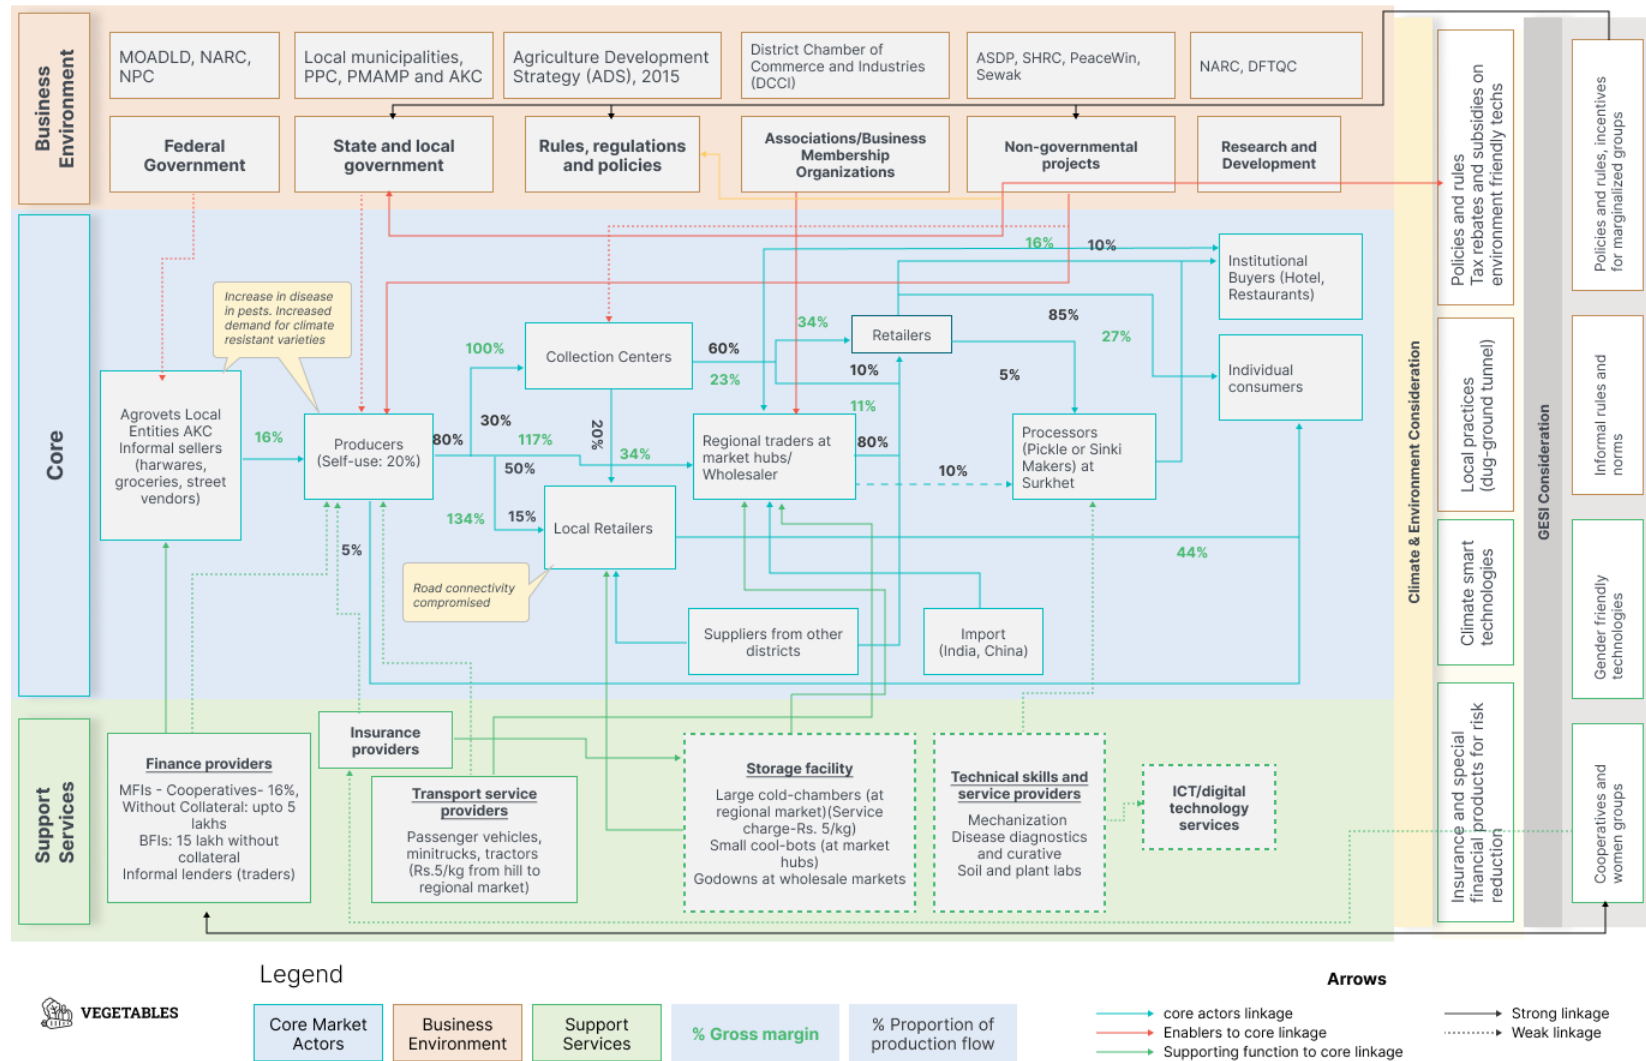 Business
Environment
MOADLD, NARC,
NPC
Local municipalities,
PPC, PMAMP and AKC
Agriculture Development
Strategy (ADS), 2015
District Chamber of
Commerce and Industries
(DCCI)
ASDP, SHRC, PeaceWin,
Sewak
NARC, DFTQC
Federal
Government
State and local
government
Rules, regulations
and policies
Associations/Business
Membership
Organizations
Non-governmental
projects
Research and
Development
Core
Increase in disease
in pests. Increased
demand for climate
resistant varieties
Agrovets Local
Entities AKC
Informal sellers
(harwares,
groceries, street
vendors)
16%
Producers
(Self-use: 20%)
80%
100%
30%
117%
50%
134%
15%
5%
Collection Centers
20%
34%
60%
23%
Local Retailers
Road connectivity
compromised
Regional traders at
market hubs/
Wholesaler
34%
10%
11%
80%
10%
Retailers
16%
10%
85%
27%
5%
Processors
(Pickle or Sinki
Makers) at
Surkhet
Institutional
Buyers (Hotel,
Restaurants)
Individual
consumers
44%
Suppliers from other
districts
Import
(India, China)
Support
Services
Finance providers
MFIs - Cooperatives- 16%,
Without Collateral: upto 5
lakhs
BFIs: 15 lakh without
collateral
Informal lenders (traders)
Insurance
providers
Transport service
providers
Passenger vehicles,
minitrucks, tractors
(Rs.5/kg from hill to
regional market)
Storage facility
Large cold-chambers (at
regional market)(Service
charge-Rs. 5/kg)
Small cool-bots (at market
hubs)
Godowns at wholesale markets
Technical skills and
service providers
Mechanization
Disease diagnostics
and curative
Soil and plant labs
ICT/digital
technology
services
Climate & Environment Consideration
Policies and rules
Tax rebates and subsidies on
environment friendly techs
Local practices
(dug-ground tunnel)
Climate smart
technologies
Insurance and special
financial products for risk
reduction
GESI Consideration
Policies and rules, incentives
for marginalized groups
Informal rules and
norms
Gender friendly
technologies
Cooperatives and
women groups
Legend
VEGETABLES
Core Market
Actors
Business
Environment
Support
Services
% Gross margin
% Proportion of
production flow
Arrows
core actors linkage
Enablers to core linkage
Supporting function to core linkage
Strong linkage
Weak linkage